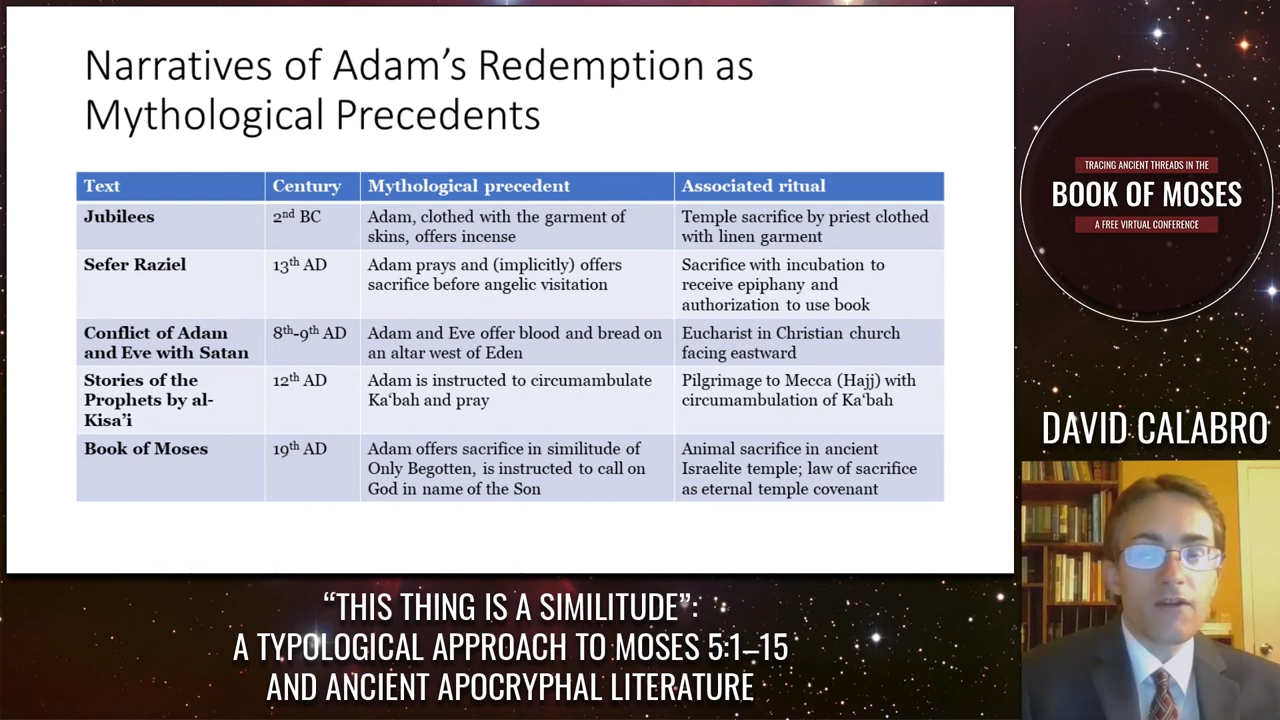 Narratives of Adam's Redemption as
Mythological Precedents
Text Century Mythological precedent Associated ritual
Jubilees 2nd BC Adam, clothed with the garment of skins, offers incense Temple sacrifice by priest clothed with linen garment
Sefer Raziel 13th AD Adam prays and (implicitly) offers sacrifice before angelic visitation Sacrifice with incubation to receive epiphany and authorization to use book
Conflict of Adam and Eve with Satan 8th-9th AD Adam and Eve offer blood and bread on an altar west of Eden Eucharist in Christian church facing eastward
Stories of the Prophets by al-Kisa'i 12th AD Adam is instructed to circumambulate Ka'bah and pray Pilgrimage to Mecca (Hajj) with circumambulation of Ka'bah
Book of Moses 19th AD Adam offers sacrifice in similitude of Only Begotten, is instructed to call on God in name of the Son Animal sacrifice in ancient Israelite temple; law of sacrifice as eternal temple covenant
TRACING ANCIENT THREADS IN THE
BOOK OF MOSES
A FREE VIRTUAL CONFERENCE
DAVID CALABRO
"THIS THING IS A SIMILITUDE":
A TYPOLOGICAL APPROACH TO MOSES 5:1–15
AND ANCIENT APOCRYPHAL LITERATURE